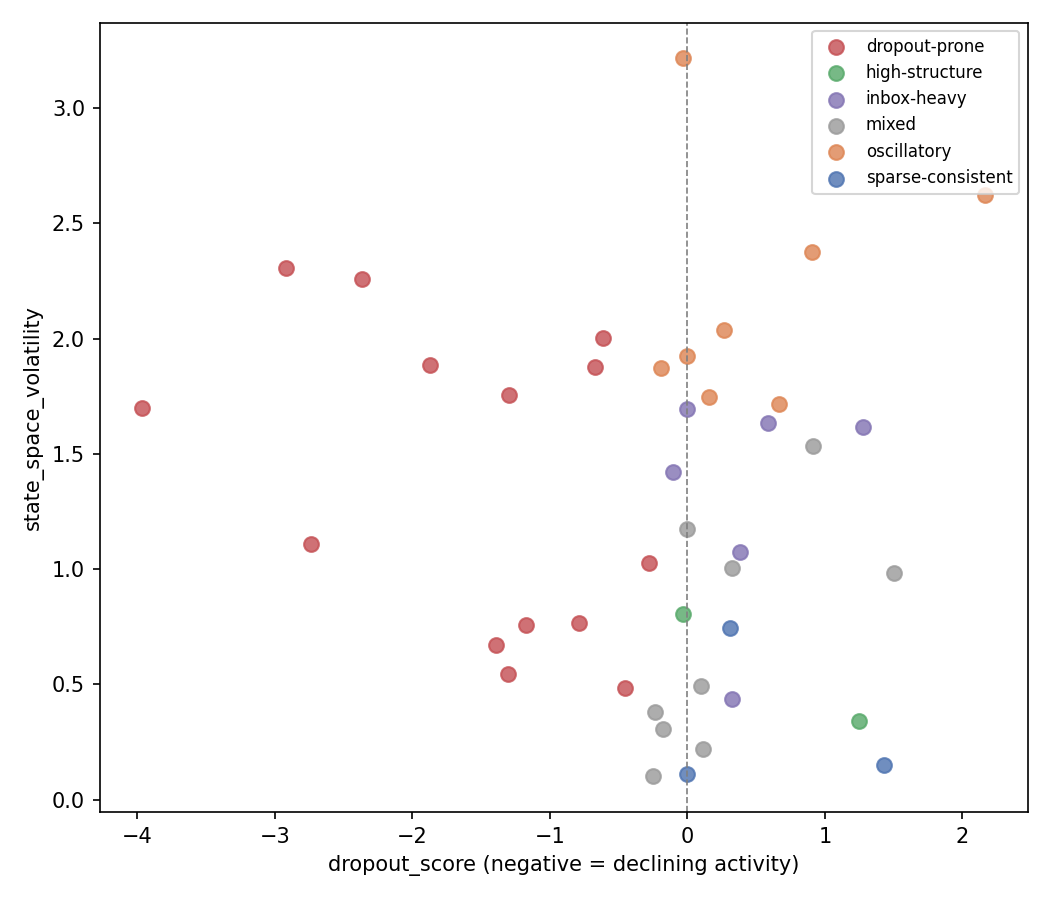 dropout-prone
high-structure
inbox-heavy
mixed
oscillatory
sparse-consistent
3.0
2.5
2.0
1.5
1.0
0.5
0.0
state_space_volatility
−4 −3 −2 −1 0 1 2
dropout_score (negative = declining activity)